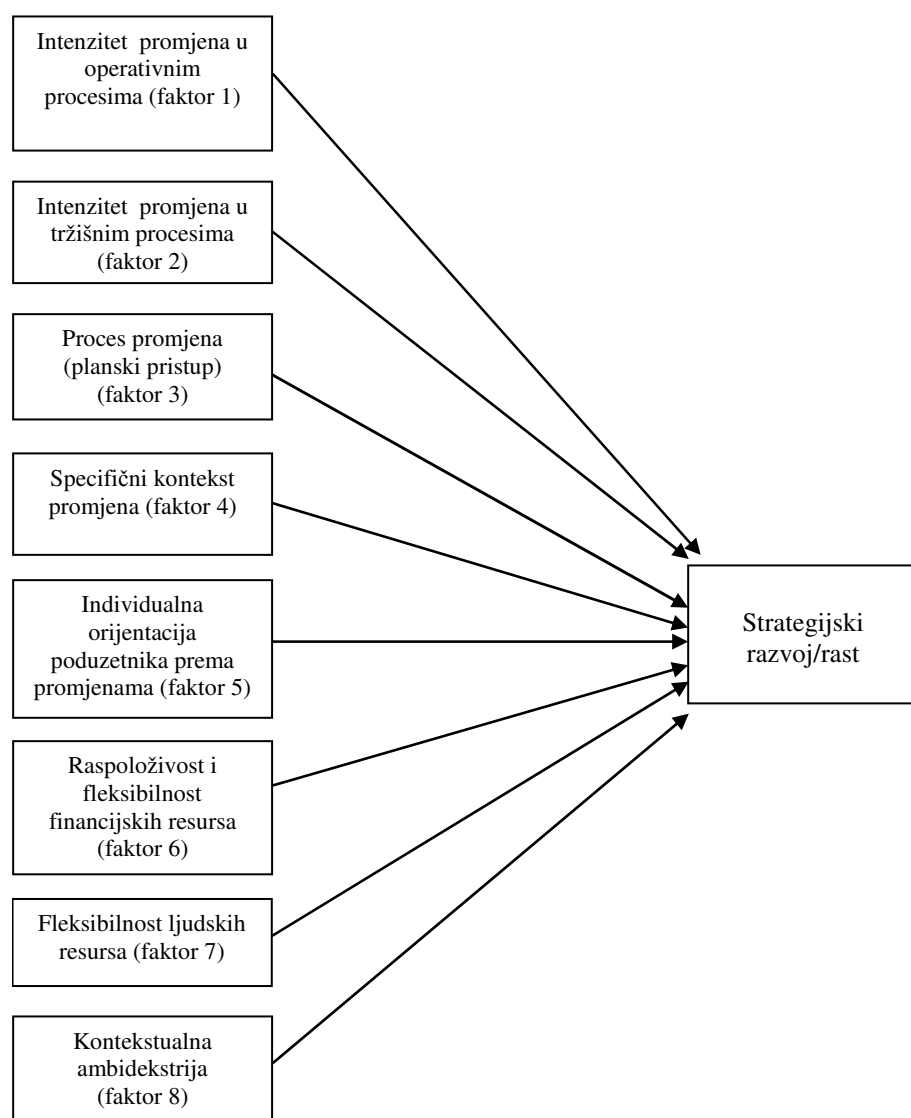 Intenzitet  promjena u
operativnim
procesima (faktor 1)
Intenzitet  promjena u
tržišnim procesima
(faktor 2)
Proces promjena
(planski pristup)
(faktor 3)
Specifični kontekst
promjena (faktor 4)
Individualna
orijentacija
poduzetnika prema
promjenama (faktor 5)
Raspoloživost i
fleksibilnost
financijskih resursa
(faktor 6)
Fleksibilnost ljudskih
resursa (faktor 7)
Kontekstualna
ambidekstrija
(faktor 8)
Strategijski
razvoj/rast